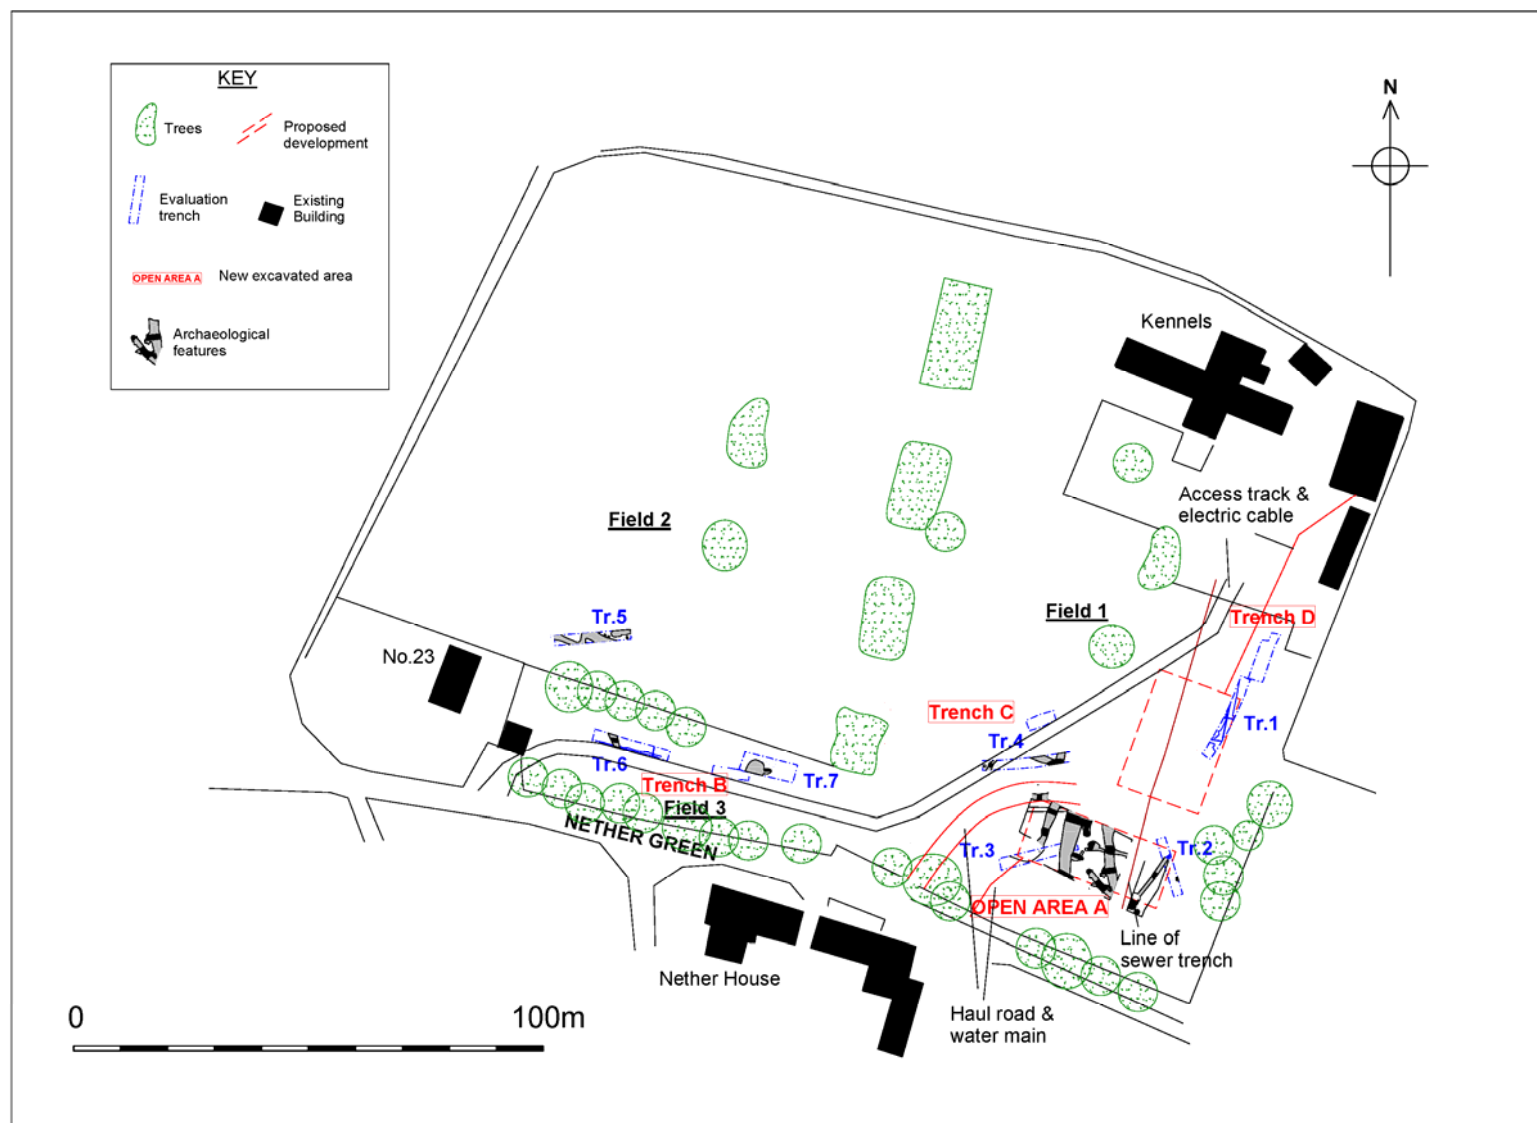 KEY
Trees
Proposed
development
Evaluation
trench
Existing
Building
OPEN AREA A
New excavated area
Archaeological
features
N
Kennels
Access track &
electric cable
Field 2
Field 1
Tr.5
Trench D
No.23
Trench C
Tr.1
Tr.4
Tr.6
Trench B
Tr.7
Field 3
NETHER GREEN
Tr.3
Tr.2
OPEN AREA A
Line of
sewer trench
Nether House
Haul road &
water main
0
100m